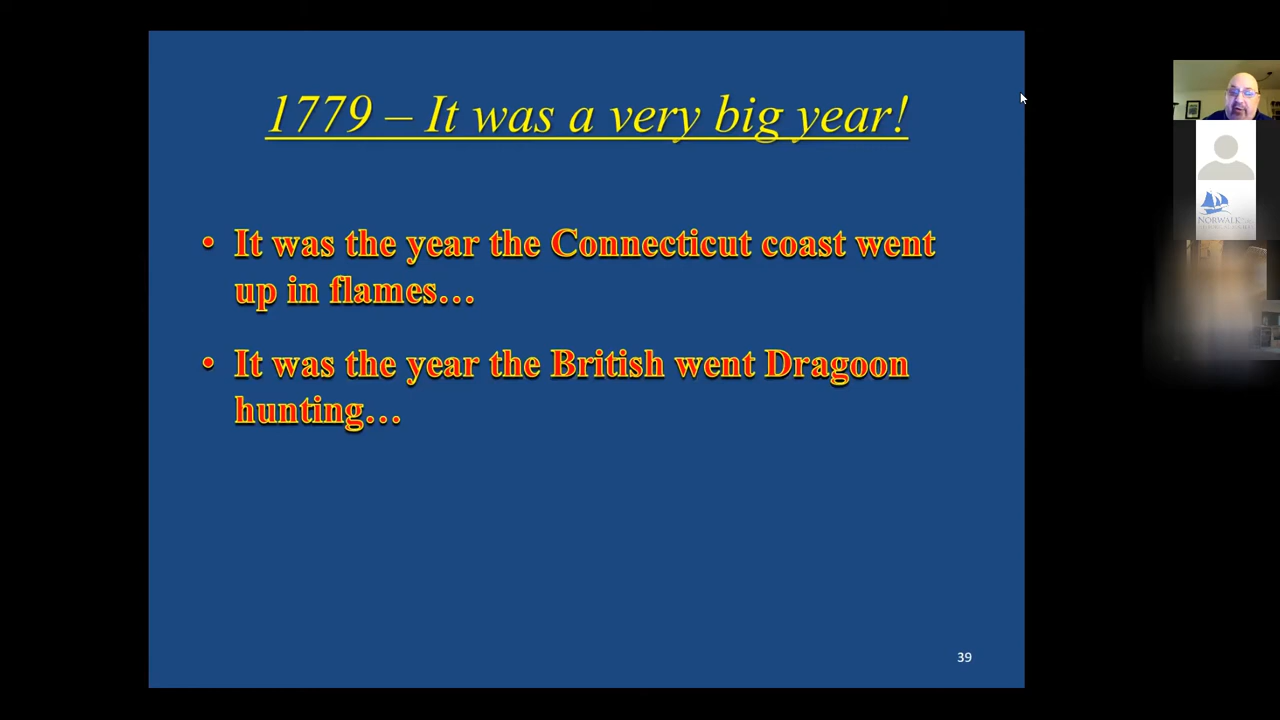 1779 – It was a very big year!
• It was the year the Connecticut coast went
up in flames…
• It was the year the British went Dragoon
hunting…
39
NORWALK